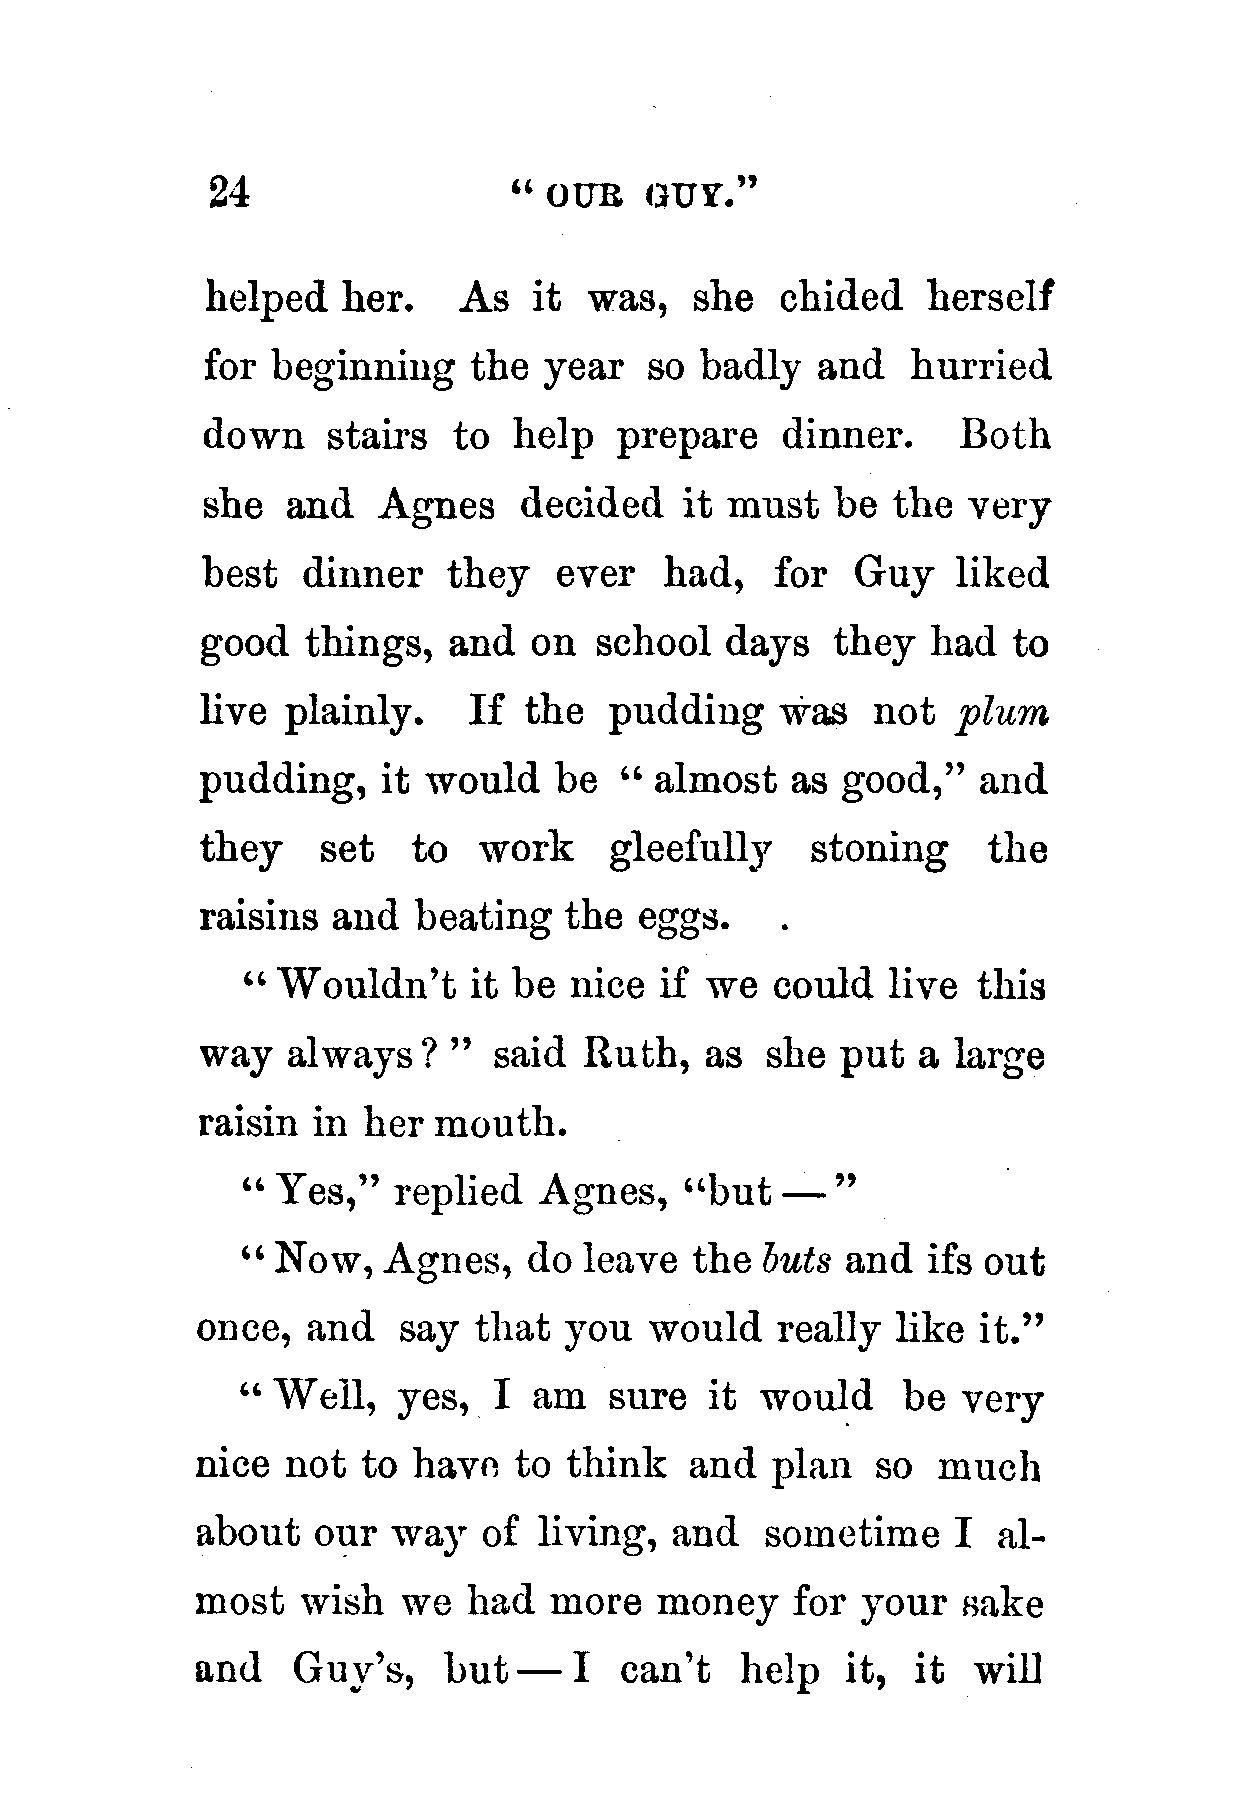 24 “ OUR GUY.”
helped her. As it was, she chided herself
for beginning the year so badly and hurried
down stairs to help prepare dinner. Both
she and Agnes decided it must be the very
best dinner they ever had, for Guy liked
good things, and on school days they had to
live plainly. If the pudding was not plum
pudding, it would be “ almost as good,” and
they set to work gleefully stoning the
raisins and beating the eggs.
“ Wouldn’t it be nice if we could live this
way always? ” said Ruth, as she put a large
raisin in her mouth.
“ Yes,” replied Agnes, “but — ”
“ Now, Agnes, do leave the buts and ifs out
once, and say that you would really like it.”
“ Well, yes, I am sure it would be very
nice not to have to think and plan so much
about our way of living, and sometime I al-
most wish we had more money for your sake
and Guy’s, but — I can’t help it, it will